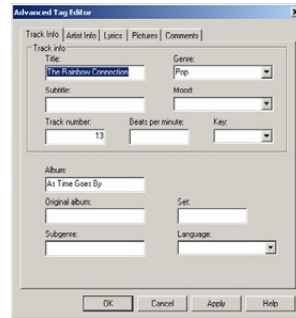 Advanced Tag Editor
Track Info Artist Info Lyrics Pictures Comments
Track info
Title: Genre:
The Rainbow Connection Pop
Subtitle: Mood:
Track number: Beats per minute: Key:
13
Album:
As Time Goes By
Original album: Set:
Subgenre: Language:
OK Cancel Apply Help